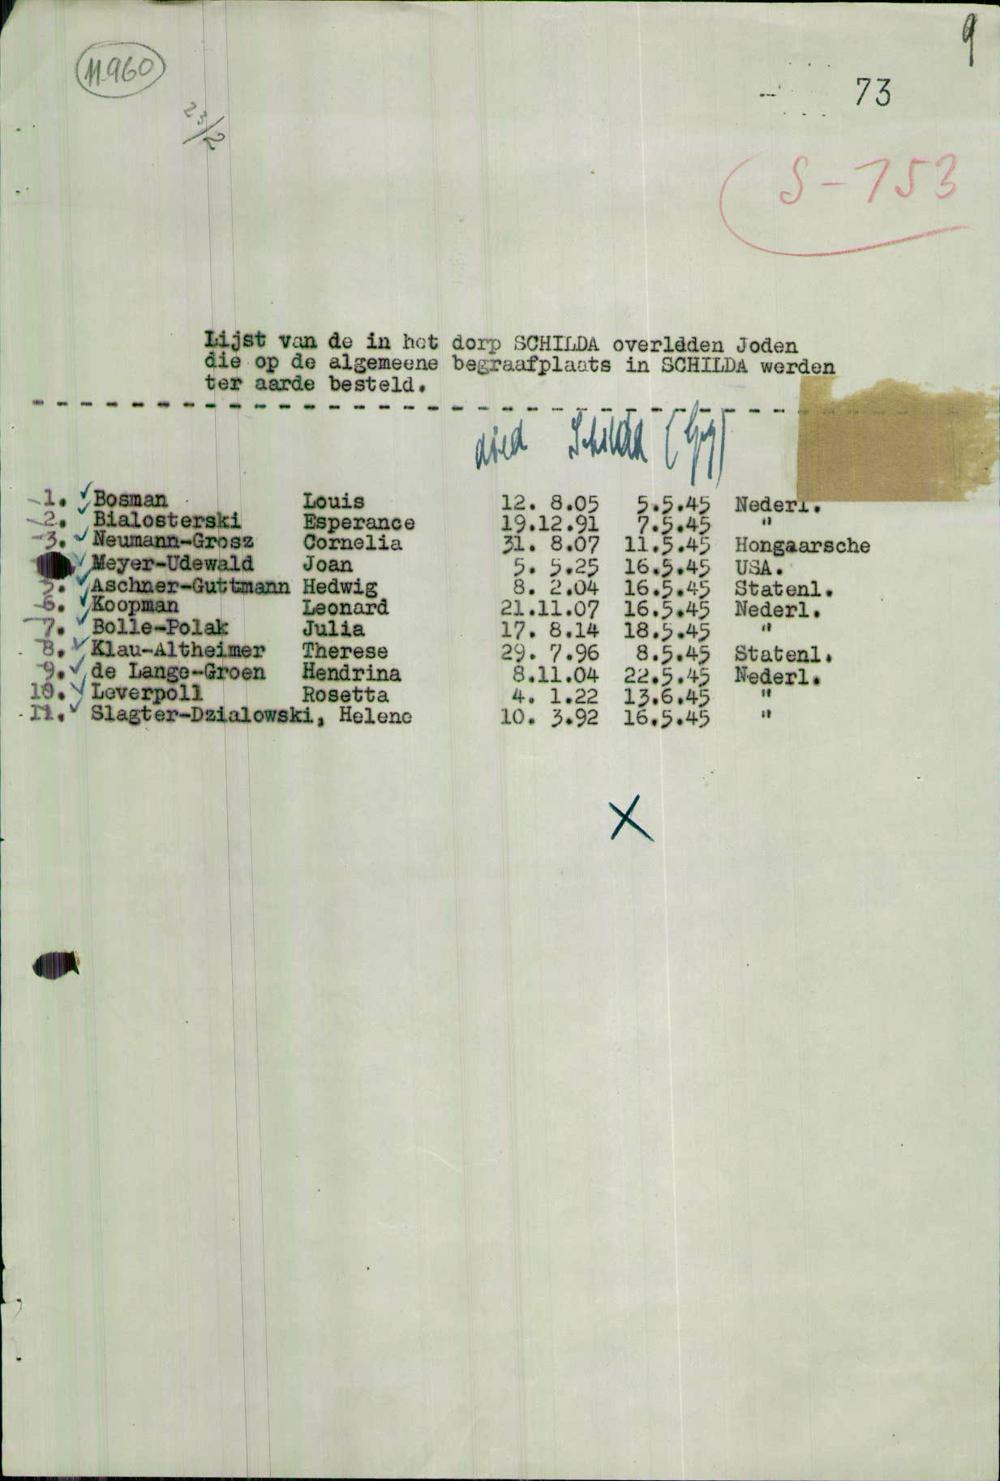 9
11.960
73
23/2
S-753
Lijst van de in het dorp SCHILDA overldden Joden
die op de algemeene begraafplaats in SCHILDA werden
ter aarde besteld.
died Schilda
1. Bosman Louis 12. 8.05 5.5.45 Nederl.
2. Bialosterski Esperance 19.12.91 7.5.45 "
3. Neumann-Grosz Cornelia 31. 8.07 11.5.45 Hongaarsche
Meyer-Udewald Joan 5. 5.25 16.5.45 USA.
5. Aschner-Guttmann Hedwig 8. 2.04 16.5.45 Statenl.
6. Koopman Leonard 21.11.07 16.5.45 Nederl.
7. Bolle-Polak Julia 17. 8.14 18.5.45 "
8. Klau-Altheimer Therese 29. 7.96 8.5.45 Statenl.
9. de Lange-Groen Hendrina 8.11.04 22.5.45 Nederl.
10. Leverpoll Rosetta 4. 1.22 13.6.45 "
11. Slagter-Dzialowski, Helene 10. 3.92 16.5.45 "
X